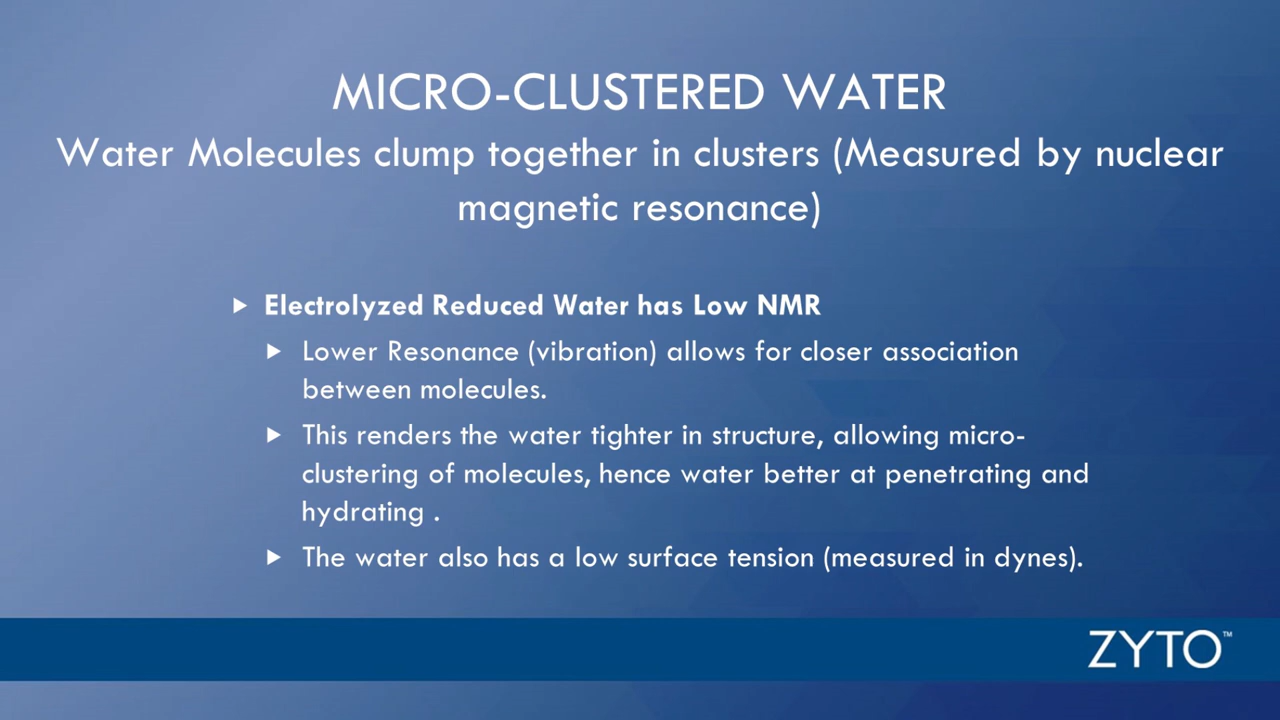 MICRO-CLUSTERED WATER
Water Molecules clump together in clusters (Measured by nuclear
magnetic resonance)
Electrolyzed Reduced Water has Low NMR
Lower Resonance (vibration) allows for closer association
between molecules.
This renders the water tighter in structure, allowing micro-
clustering of molecules, hence water better at penetrating and
hydrating .
The water also has a low surface tension (measured in dynes).
ZYTO™